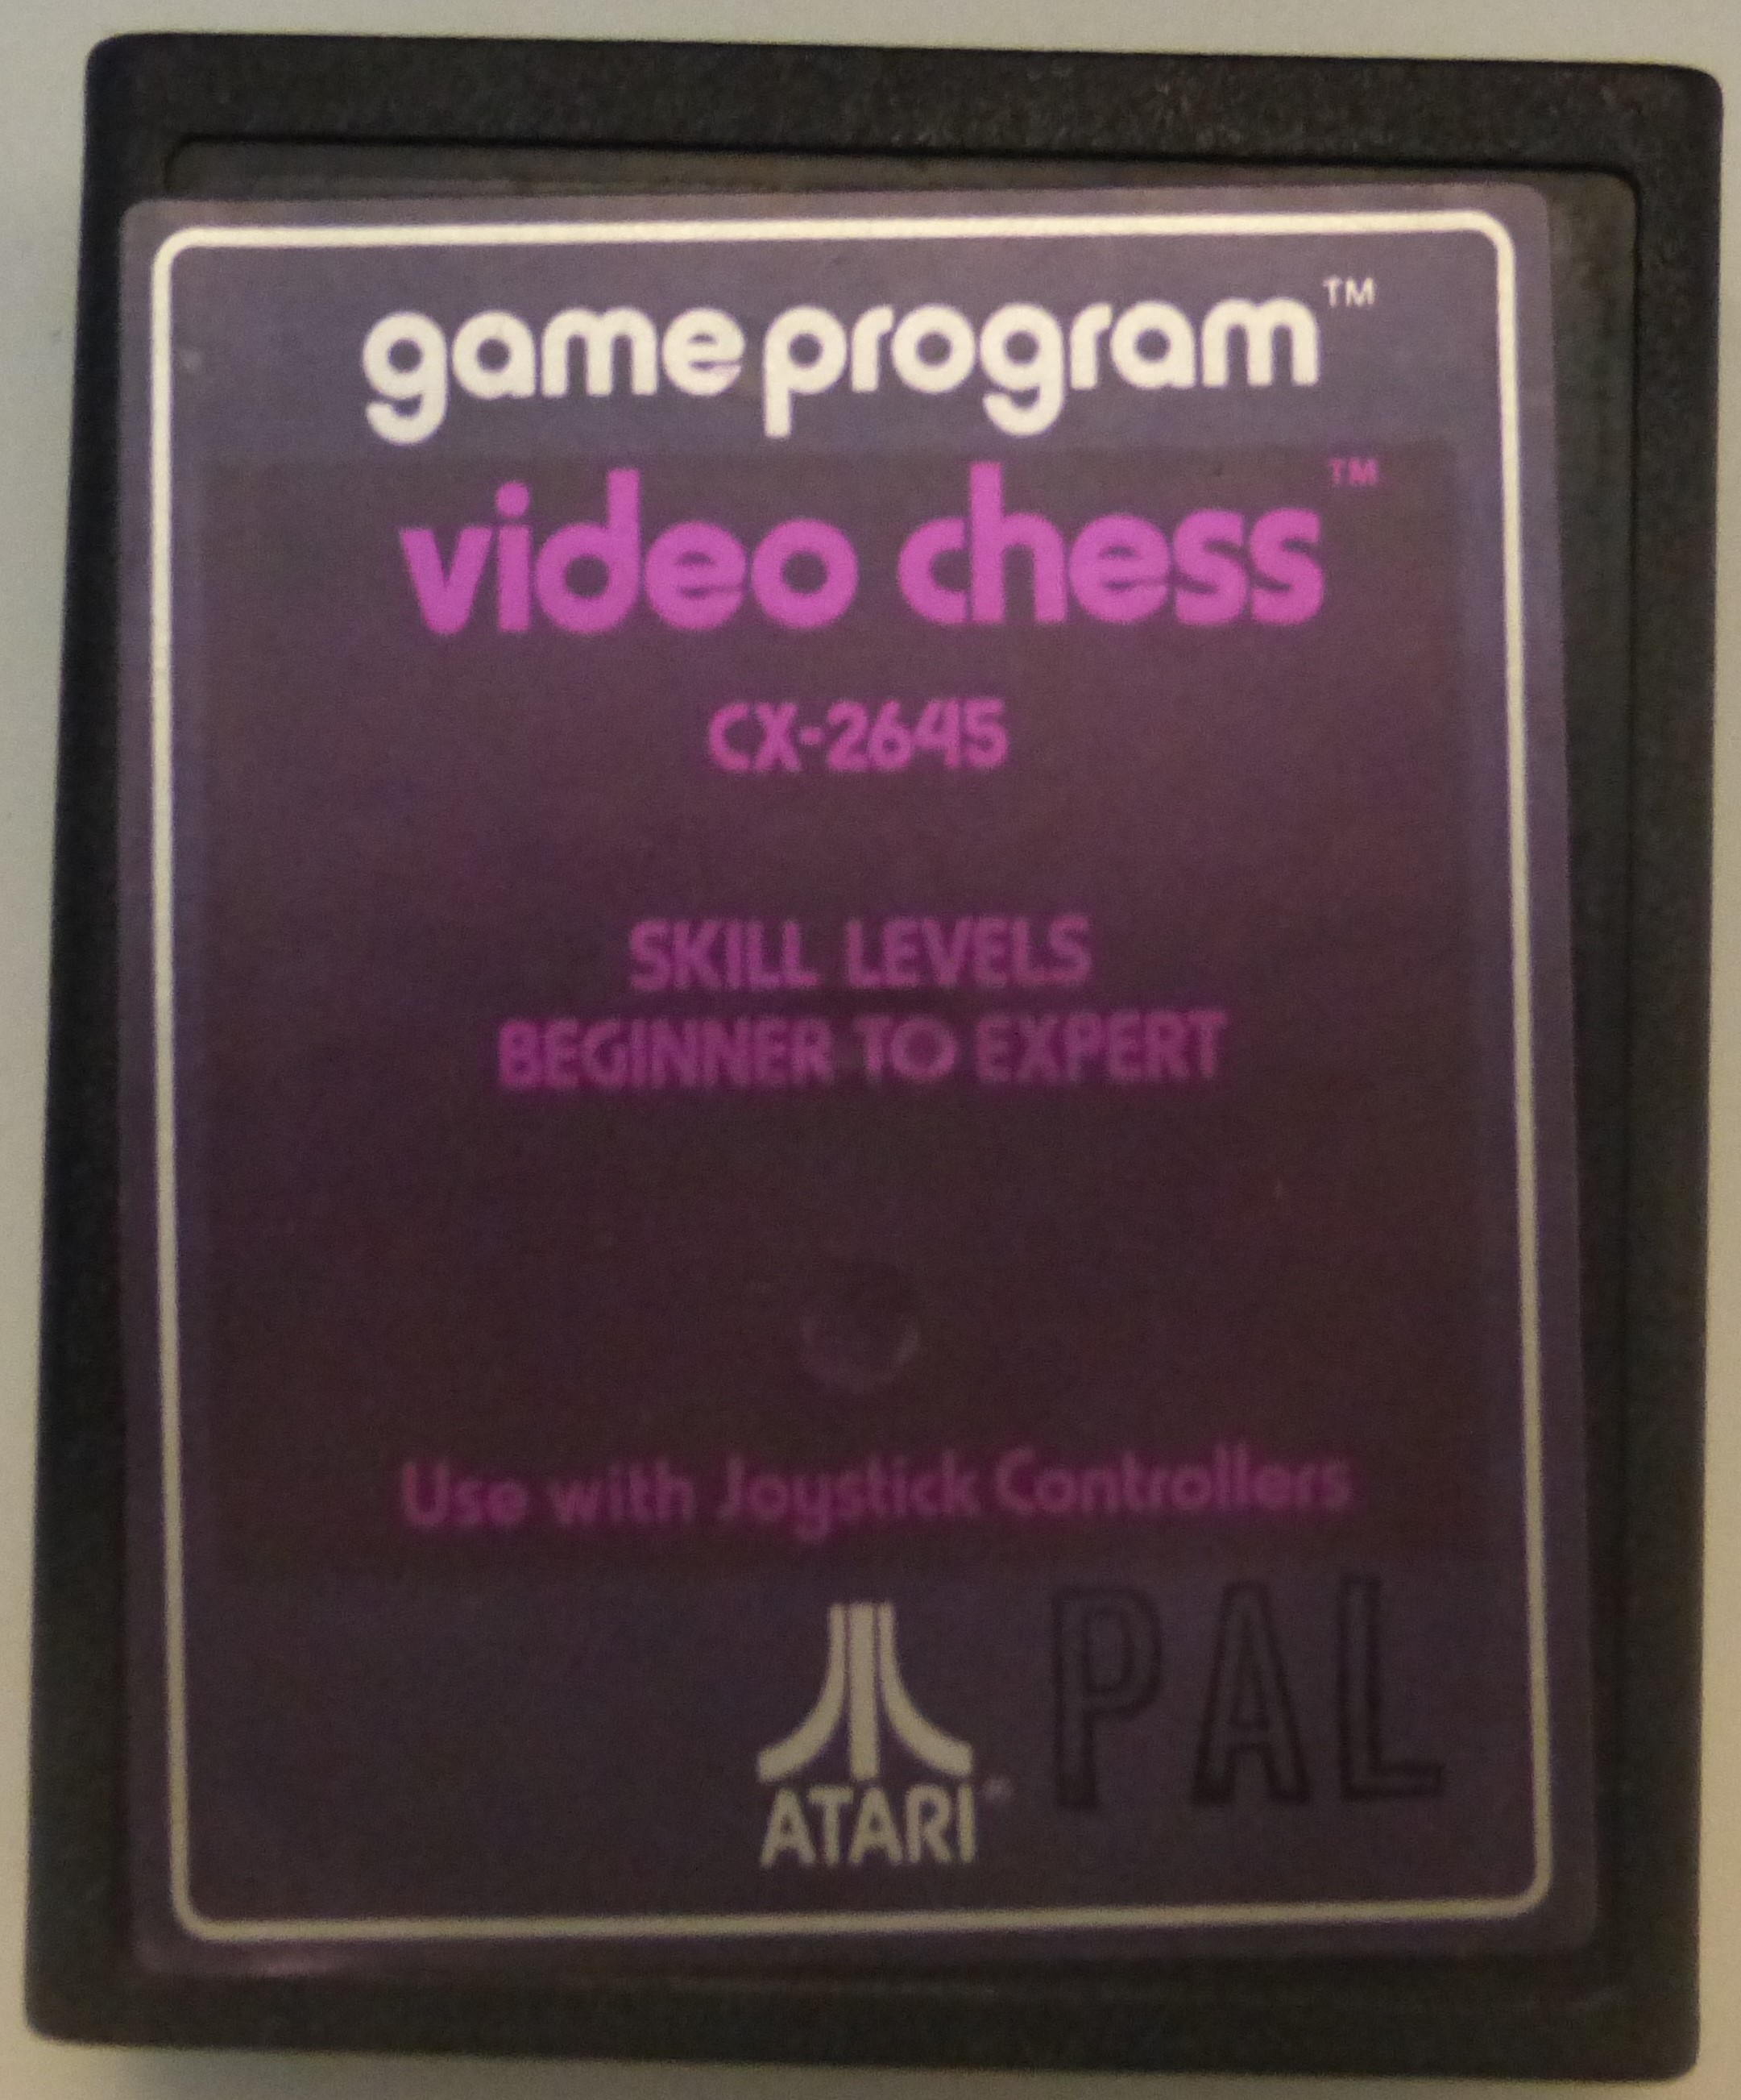 game program™
video chess™
CX-2645
SKILL LEVELS
BEGINNER TO EXPERT
Use with Joystick Controllers
PAL
ATARI®